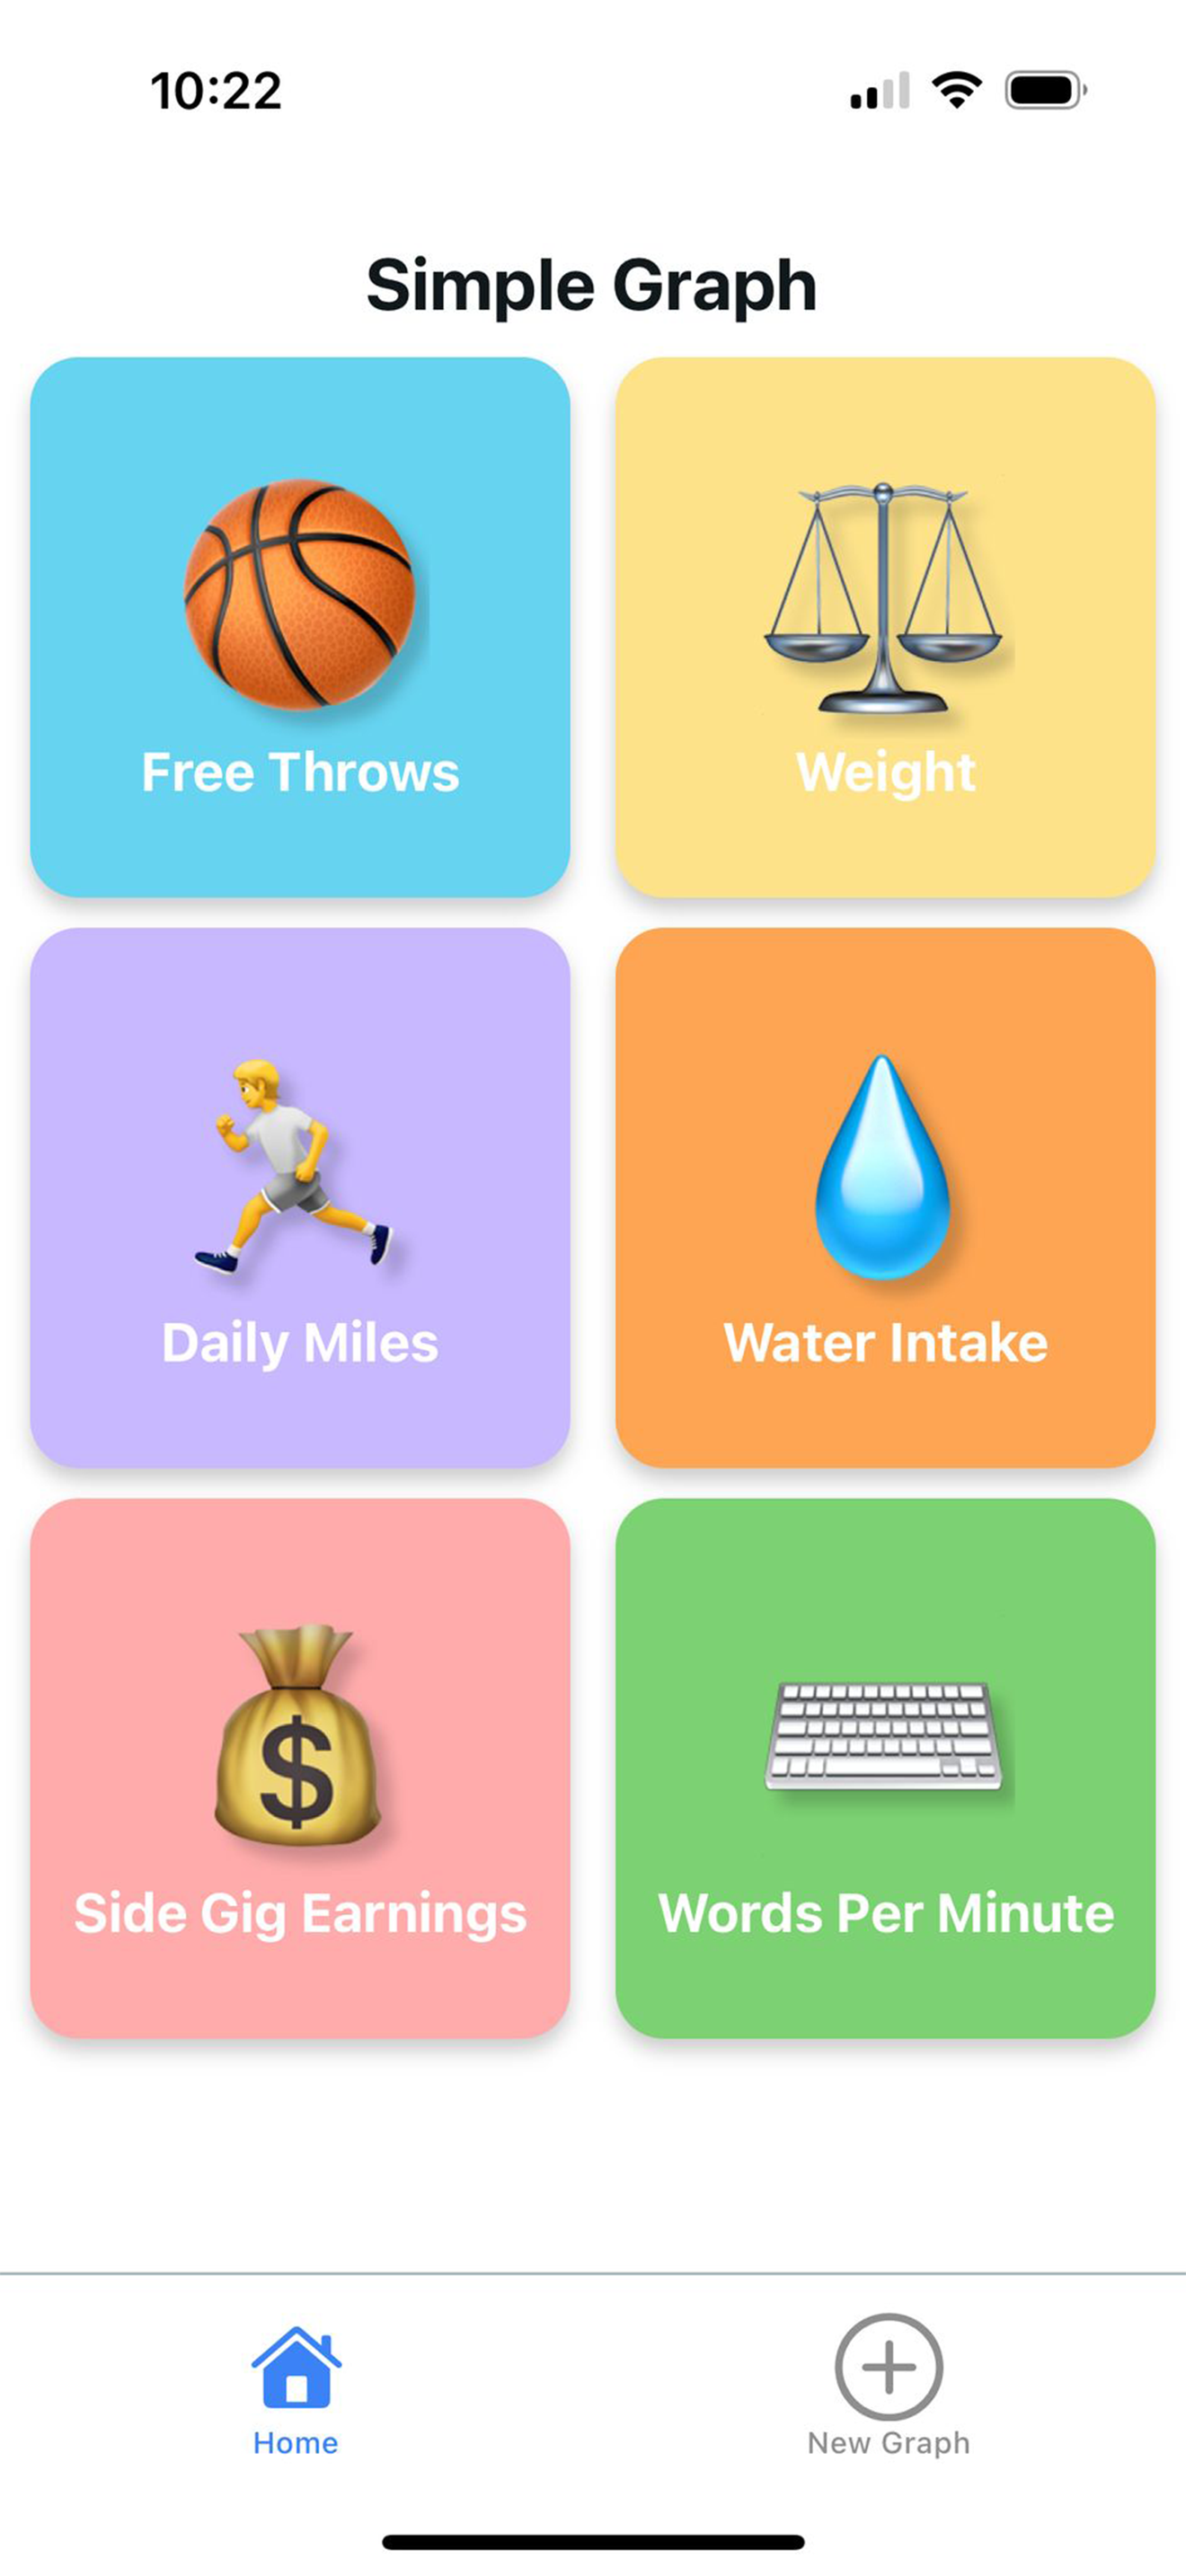 10:22
Simple Graph
Free Throws
Weight
Daily Miles
Water Intake
$
Side Gig Earnings
Words Per Minute
Home
New Graph